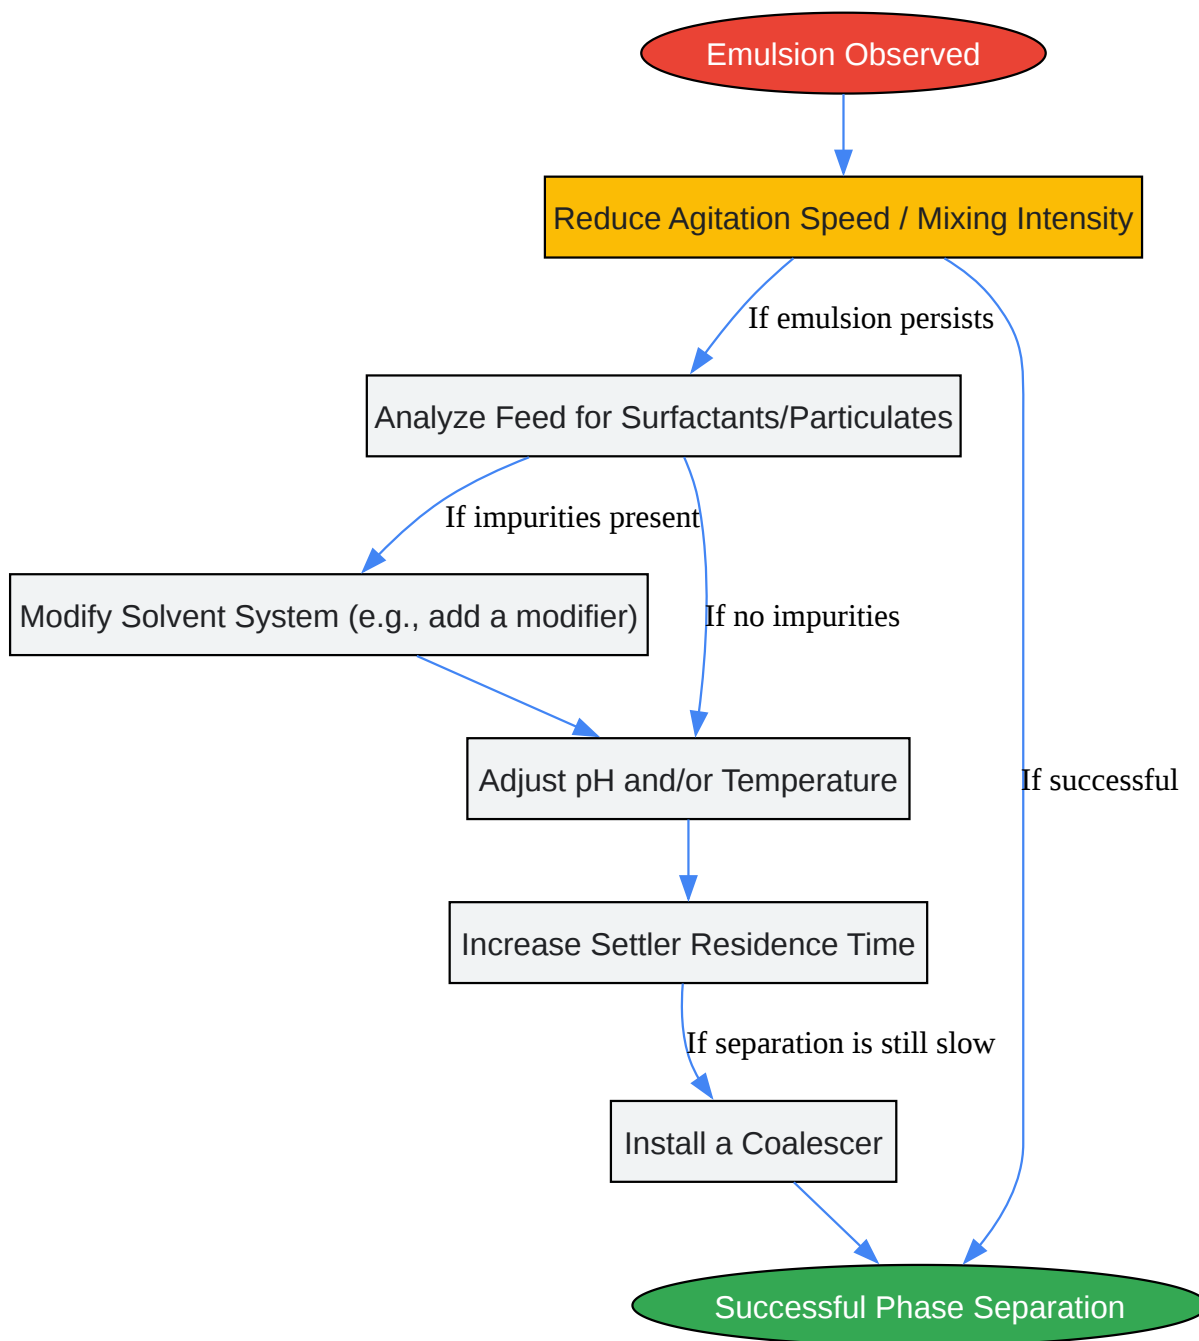 Emulsion Observed
Reduce Agitation Speed / Mixing Intensity
If emulsion persists
Analyze Feed for Surfactants/Particulates
If impurities present
Modify Solvent System (e.g., add a modifier)
If no impurities
Adjust pH and/or Temperature
If successful
Increase Settler Residence Time
If separation is still slow
Install a Coalescer
Successful Phase Separation